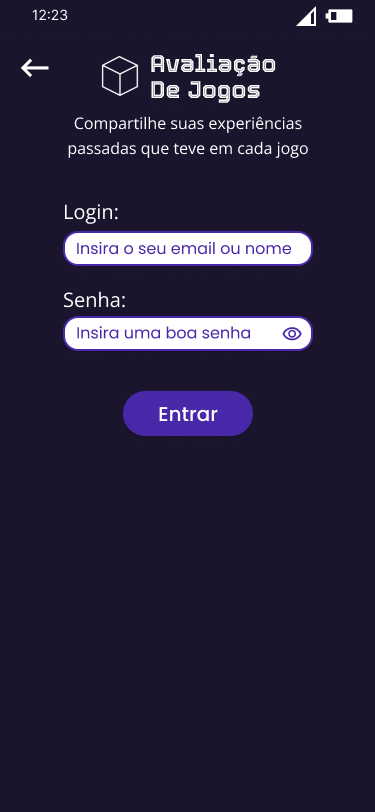 12:23
Avaliação
De Jogos
Compartilhe suas experiências
passadas que teve em cada jogo
Login:
Insira o seu email ou nome
Senha:
Insira uma boa senha
Entrar